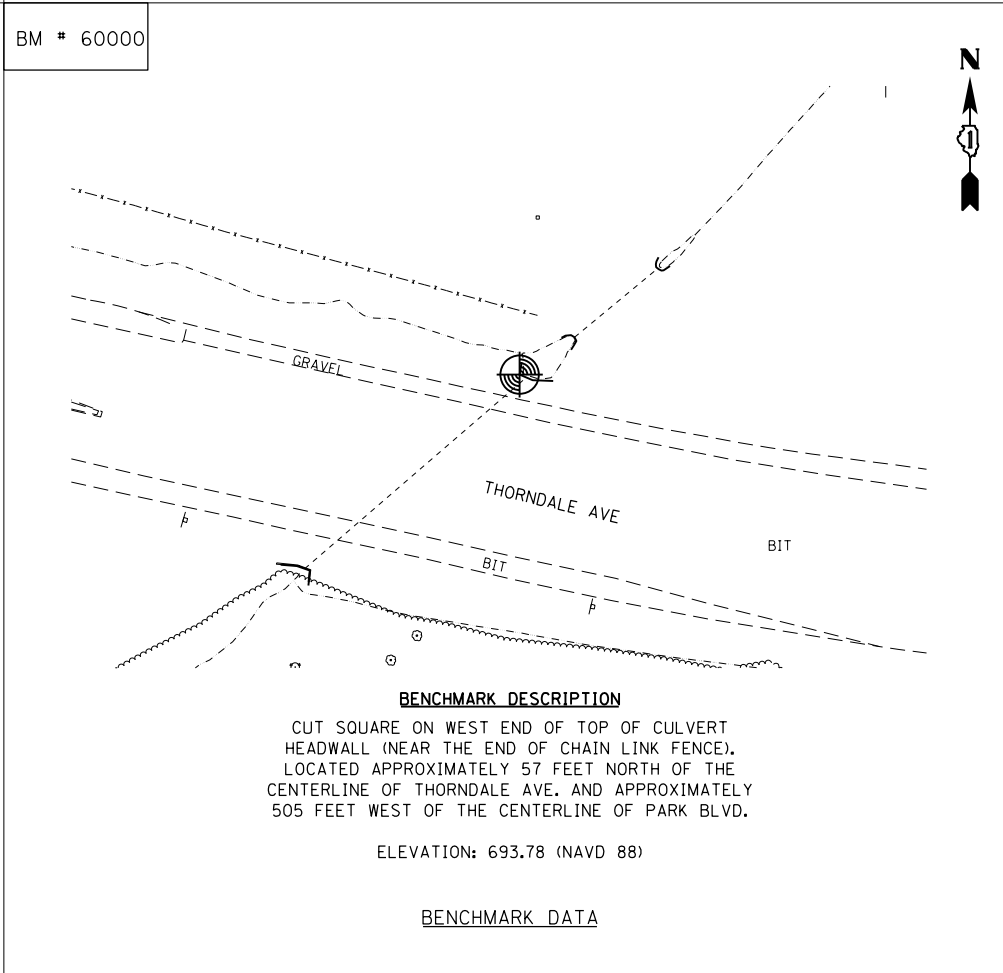 BM # 60000
N
1
GRAVEL
THORNDALE AVE
BIT
BIT
BENCHMARK DESCRIPTION
CUT SQUARE ON WEST END OF TOP OF CULVERT
HEADWALL (NEAR THE END OF CHAIN LINK FENCE).
LOCATED APPROXIMATELY 57 FEET NORTH OF THE
CENTERLINE OF THORNDALE AVE. AND APPROXIMATELY
505 FEET WEST OF THE CENTERLINE OF PARK BLVD.
ELEVATION: 693.78 (NAVD 88)
BENCHMARK DATA